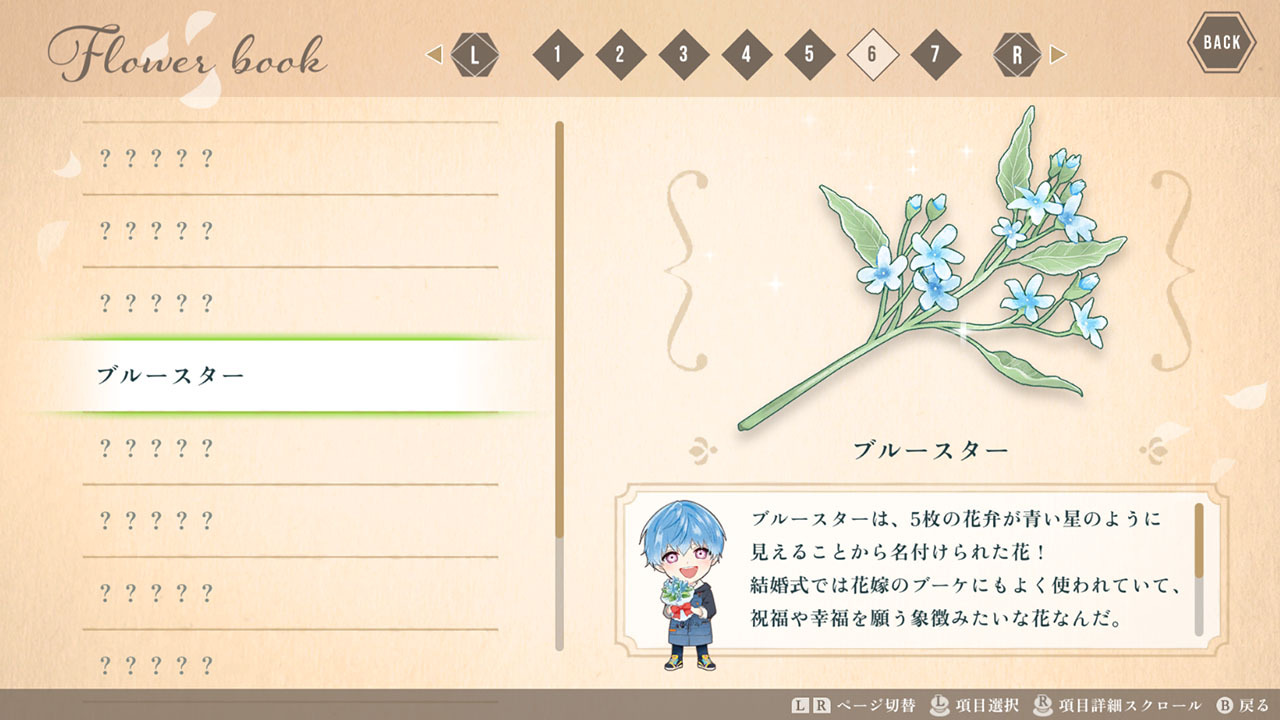 Flower book
L 1 2 3 4 5 6 7 R
BACK
? ? ? ? ?
? ? ? ? ?
? ? ? ? ?
ブルースター
? ? ? ? ?
? ? ? ? ?
? ? ? ? ?
? ? ? ? ?
ブルースター
ブルースターは、5枚の花弁が青い星のように
見えることから名付けられた花！
結婚式では花嫁のブーケにもよく使われていて、
祝福や幸福を願う象徴みたいな花なんだ。
L R ページ切替 L 項目選択 R 項目詳細スクロール B 戻る